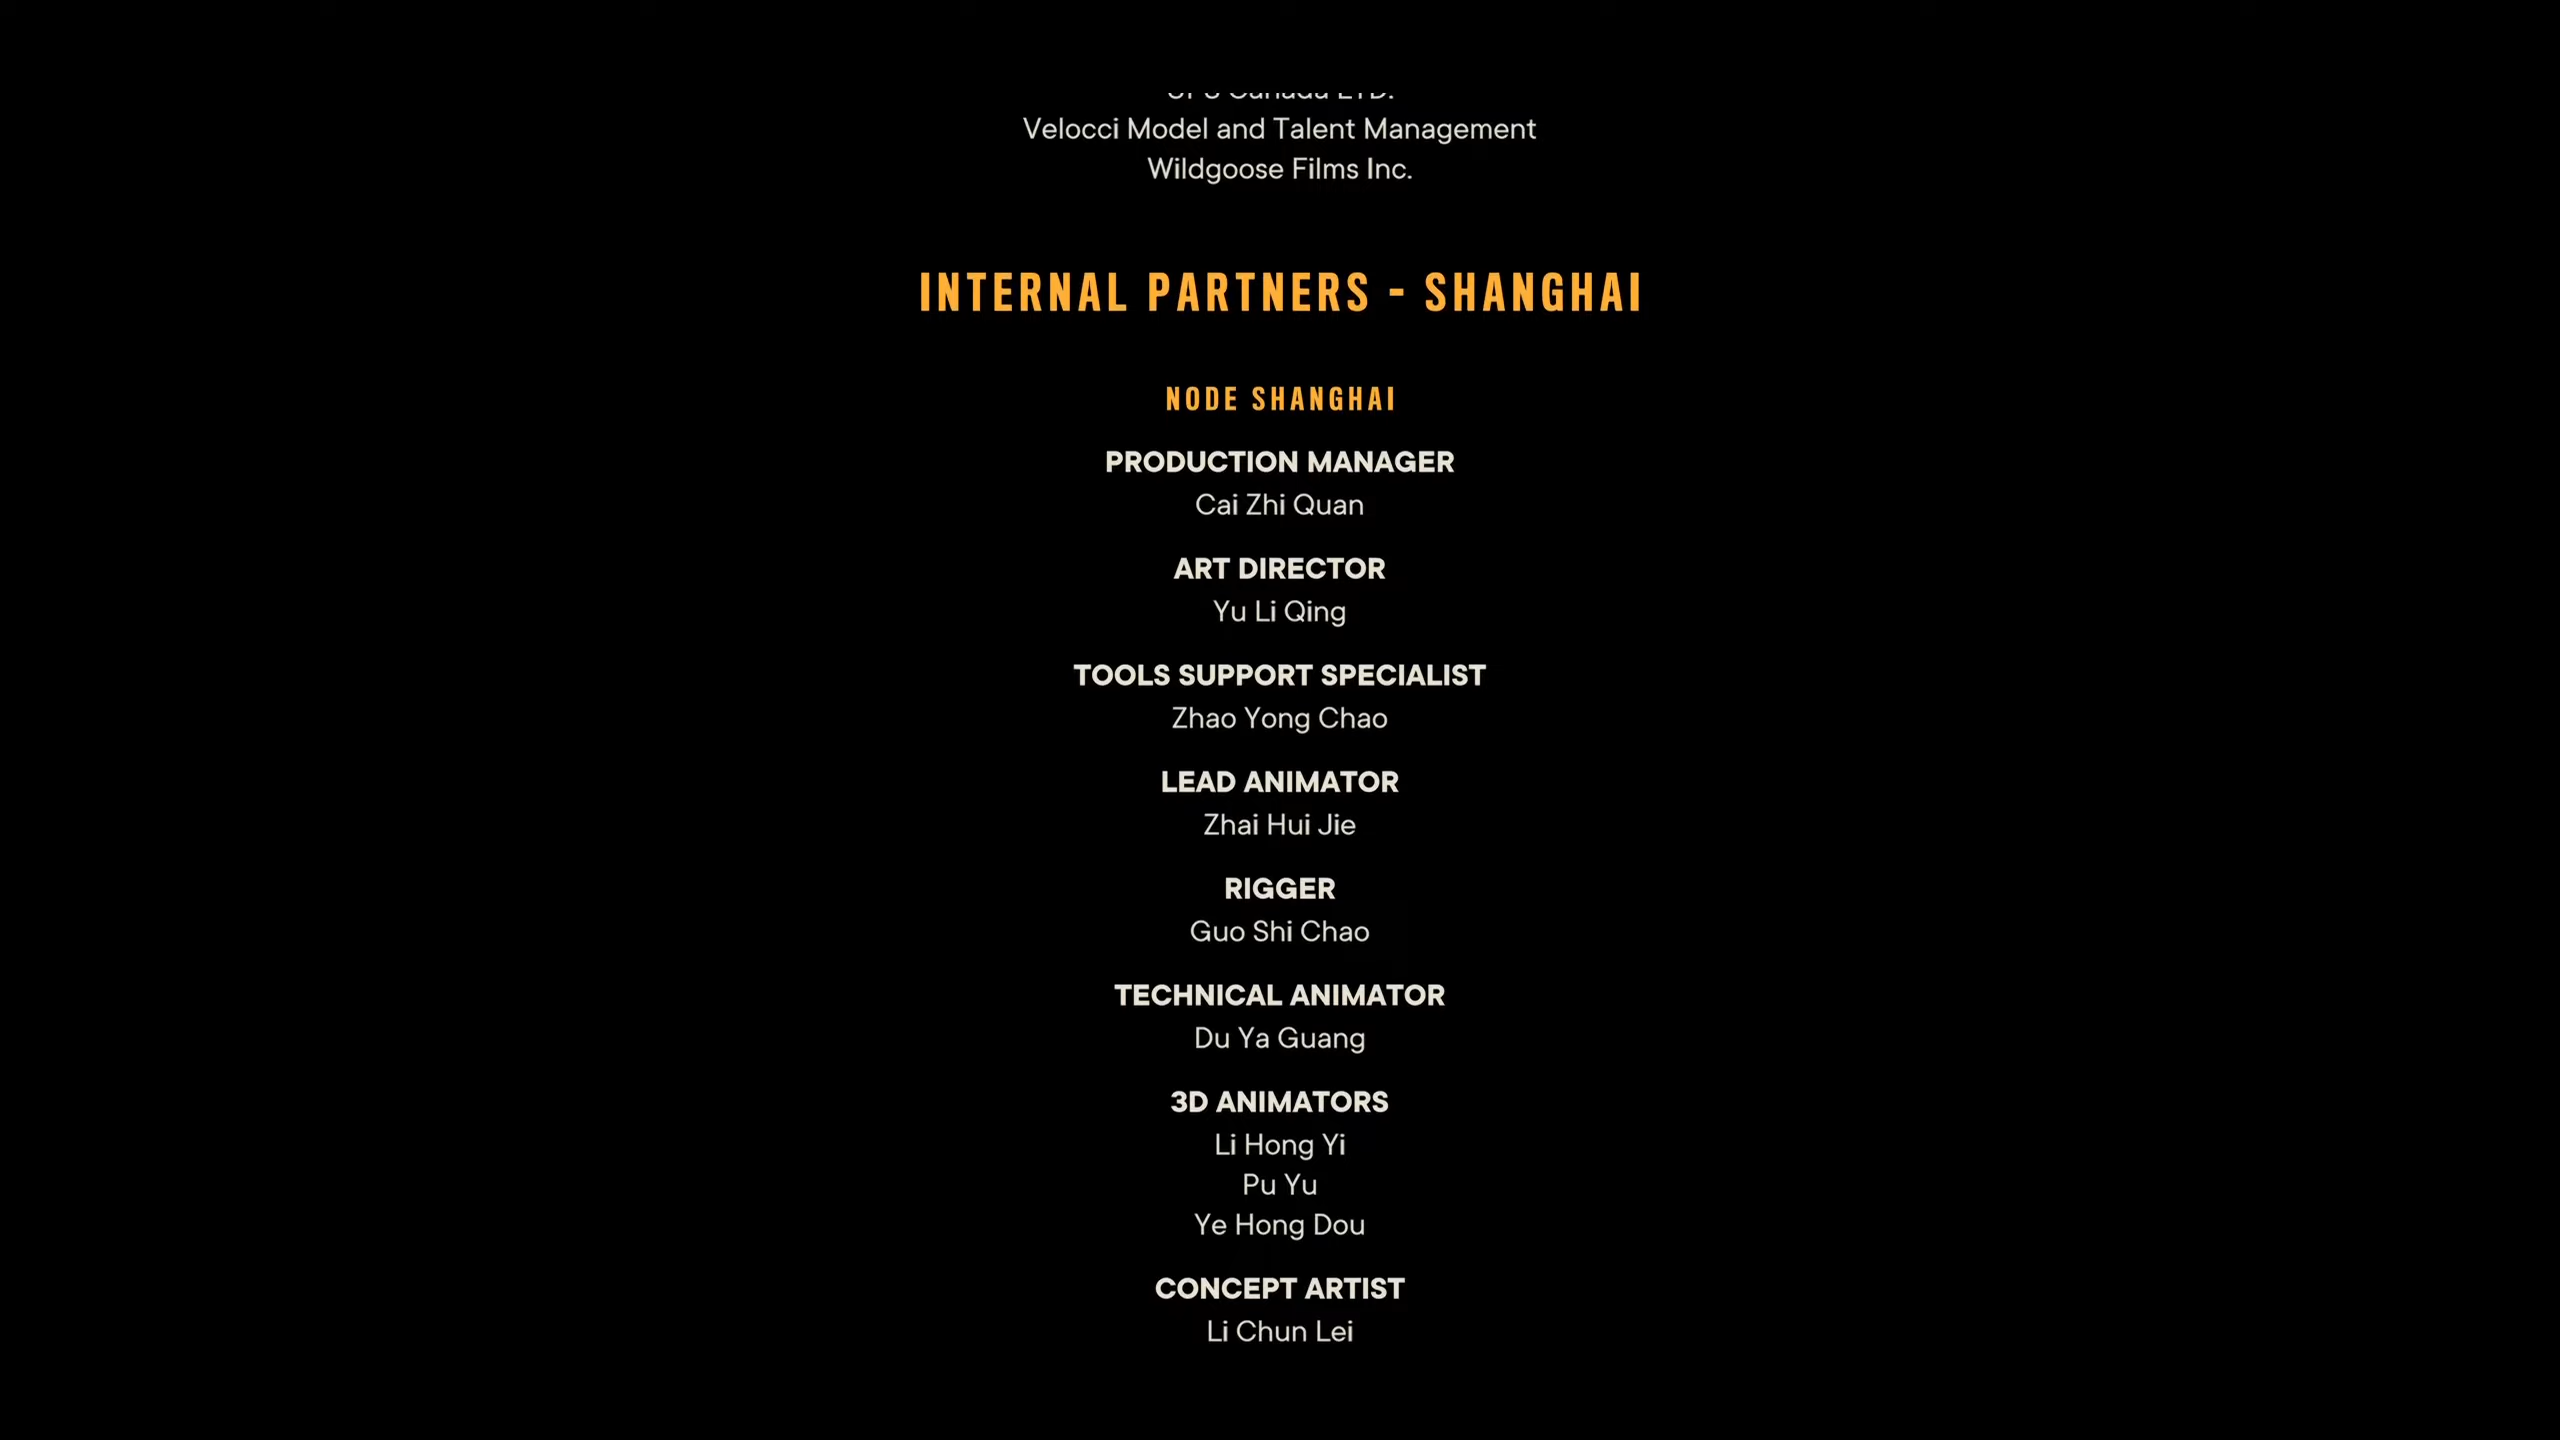 Canada LTD.
Velocci Model and Talent Management
Wildgoose Films Inc.
INTERNAL PARTNERS - SHANGHAI
NODE SHANGHAI
PRODUCTION MANAGER
Cai Zhi Quan
ART DIRECTOR
Yu Li Qing
TOOLS SUPPORT SPECIALIST
Zhao Yong Chao
LEAD ANIMATOR
Zhai Hui Jie
RIGGER
Guo Shi Chao
TECHNICAL ANIMATOR
Du Ya Guang
3D ANIMATORS
Li Hong Yi
Pu Yu
Ye Hong Dou
CONCEPT ARTIST
Li Chun Lei